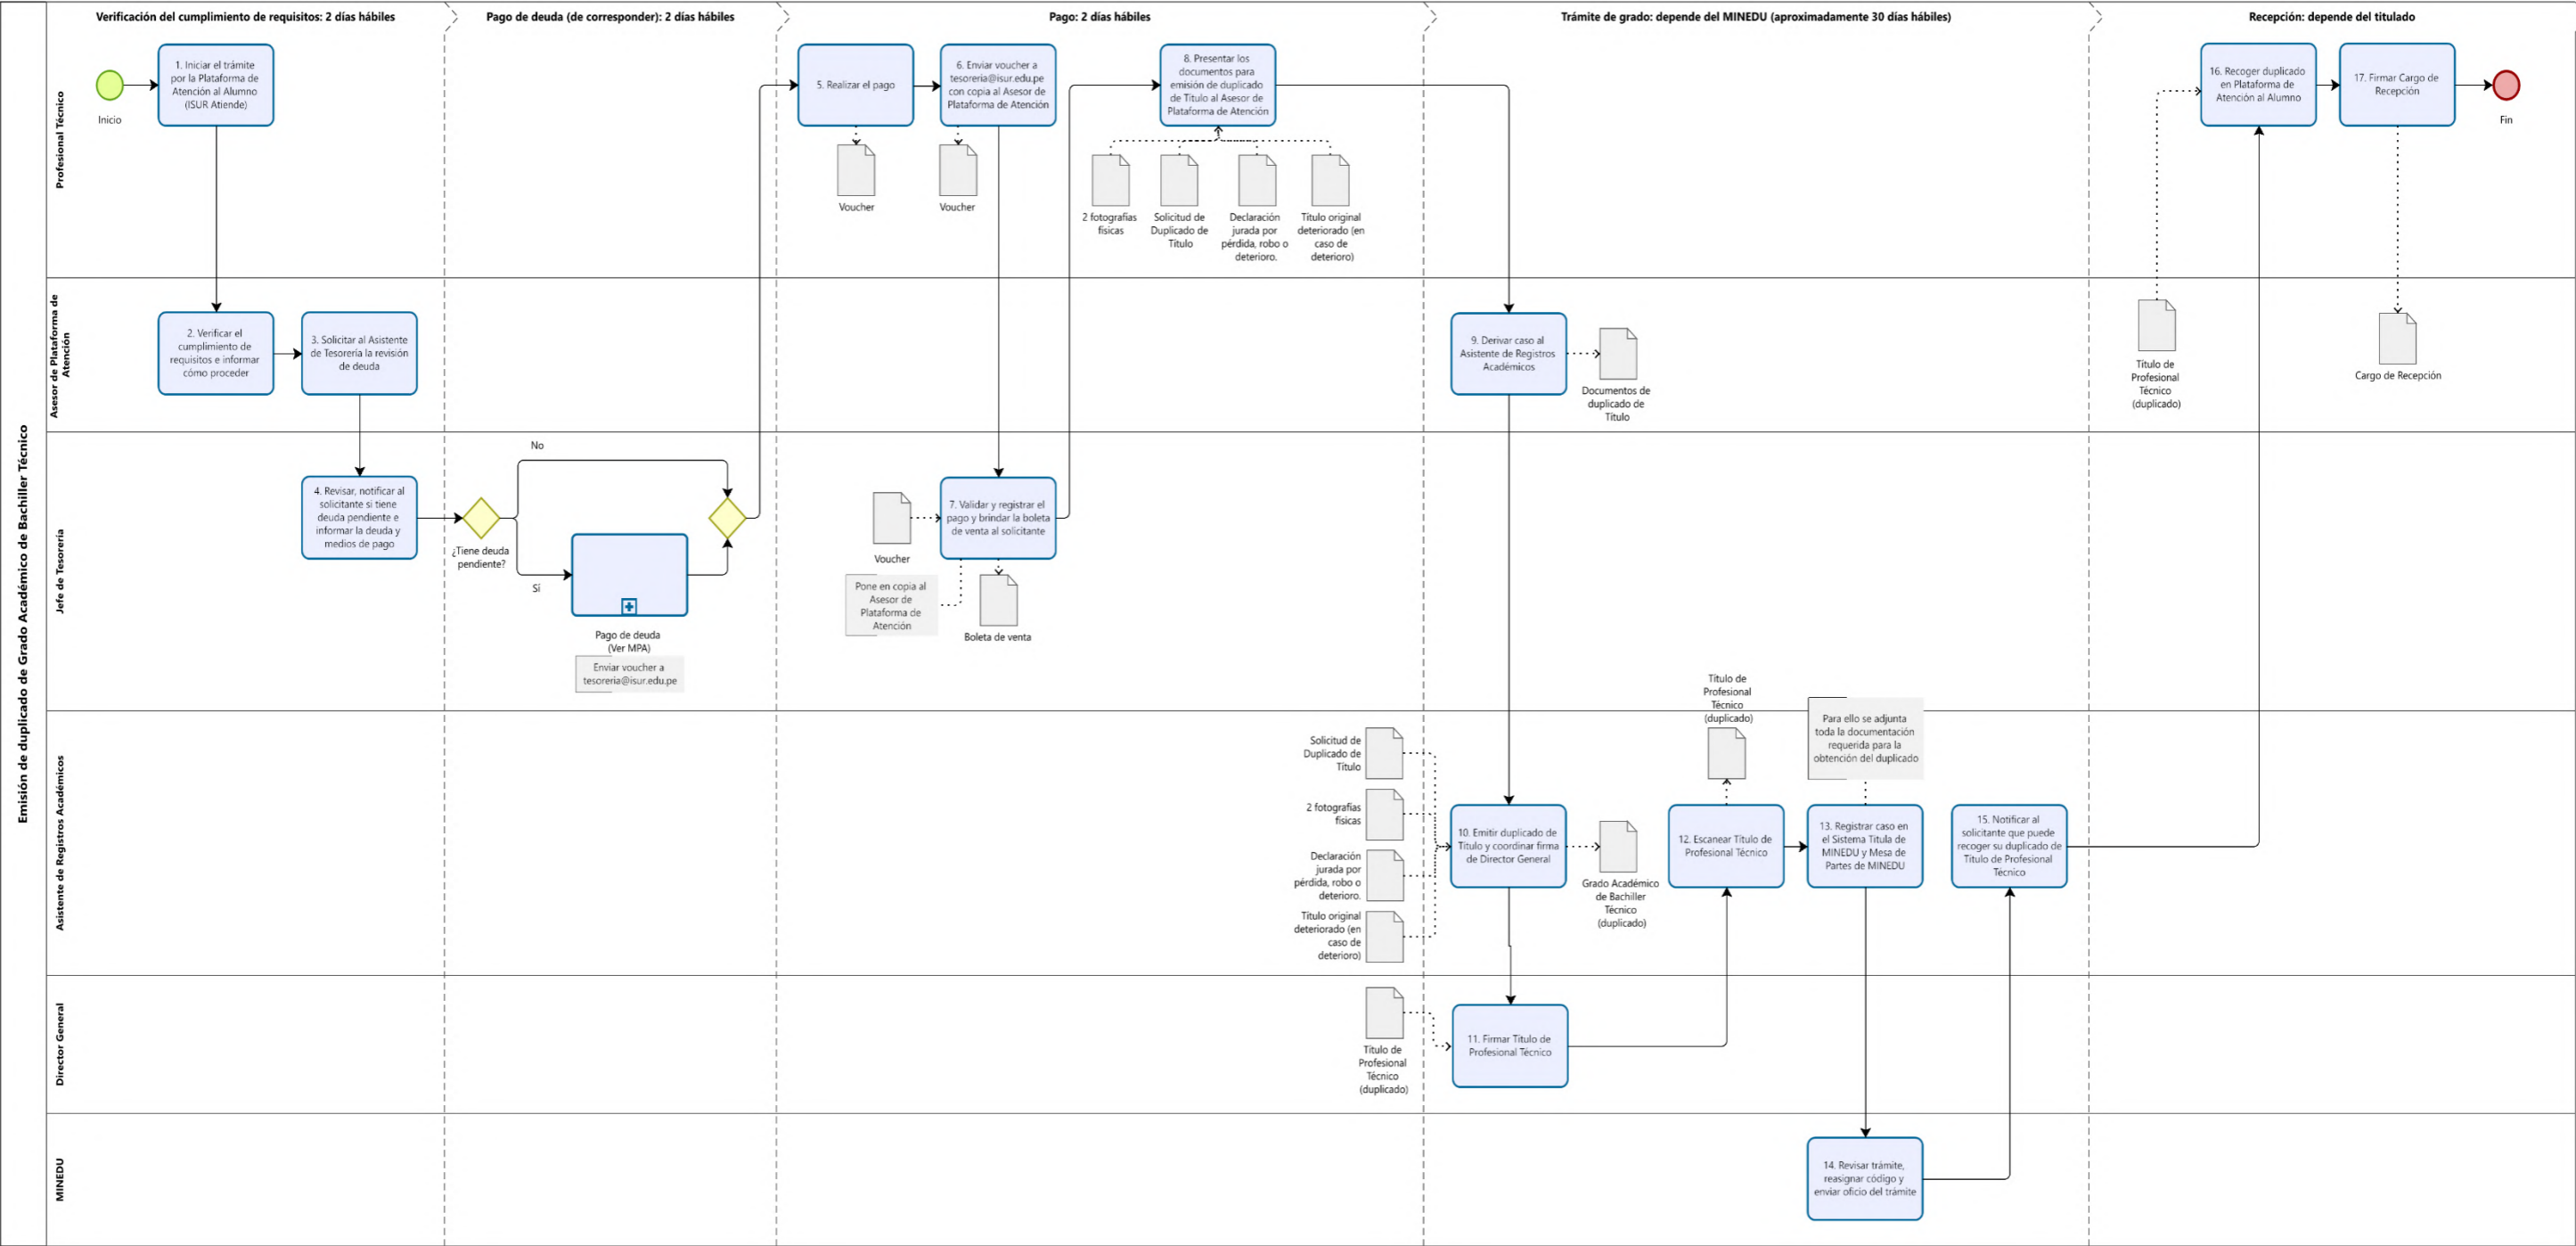 Verificación del cumplimiento de requisitos: 2 días hábiles
Pago de deuda (de corresponder): 2 días hábiles
Pago: 2 días hábiles
Trámite de grado: depende del MINEDU (aproximadamente 30 días hábiles)
Recepción: depende del titulado
Emisión de duplicado de Grado Académico de Bachiller Técnico
Profesional Técnico
Inicio
1. Iniciar el trámite
por la Plataforma de
Atención al Alumno
(ISUR Atiende)
5. Realizar el pago
Voucher
6. Enviar voucher a
tesoreria@isur.edu.pe
con copia al Asesor de
Plataforma de Atención
Voucher
8. Presentar los
documentos para
emisión de duplicado
de Título al Asesor de
Plataforma de Atención
2 fotografías
físicas
Solicitud de
Duplicado de
Título
Declaración
jurada por
pérdida, robo o
deterioro.
Título original
deteriorado (en
caso de
deterioro)
16. Recoger duplicado
en Plataforma de
Atención al Alumno
17. Firmar Cargo de
Recepción
Fin
Asesor de Plataforma de
Atención
2. Verificar el
cumplimiento de
requisitos e informar
cómo proceder
3. Solicitar al Asistente
de Tesorería la revisión
de deuda
9. Derivar caso al
Asistente de Registros
Académicos
Documentos de
duplicado de
Título
Título de
Profesional
Técnico
(duplicado)
Cargo de Recepción
Jefe de Tesorería
4. Revisar, notificar al
solicitante si tiene
deuda pendiente e
informar la deuda y
medios de pago
¿Tiene deuda
pendiente?
No
Sí
Pago de deuda
(Ver MPA)
Enviar voucher a
tesoreria@isur.edu.pe
Voucher
7. Validar y registrar el
pago y brindar la boleta
de venta al solicitante
Pone en copia al
Asesor de
Plataforma de
Atención
Boleta de venta
Asistente de Registros Académicos
Solicitud de
Duplicado de
Título
2 fotografías
físicas
Declaración
jurada por
pérdida, robo o
deterioro.
Título original
deteriorado (en
caso de
deterioro)
10. Emitir duplicado de
Título y coordinar firma
de Director General
Grado Académico
de Bachiller
Técnico
(duplicado)
Título de
Profesional
Técnico
(duplicado)
12. Escanear Título de
Profesional Técnico
Para ello se adjunta
toda la documentación
requerida para la
obtención del duplicado
13. Registrar caso en
el Sistema Titula de
MINEDU y Mesa de
Partes de MINEDU
15. Notificar al
solicitante que puede
recoger su duplicado de
Título de Profesional
Técnico
Director General
Título de
Profesional
Técnico
(duplicado)
11. Firmar Título de
Profesional Técnico
MINEDU
14. Revisar trámite,
reasignar código y
enviar oficio del trámite